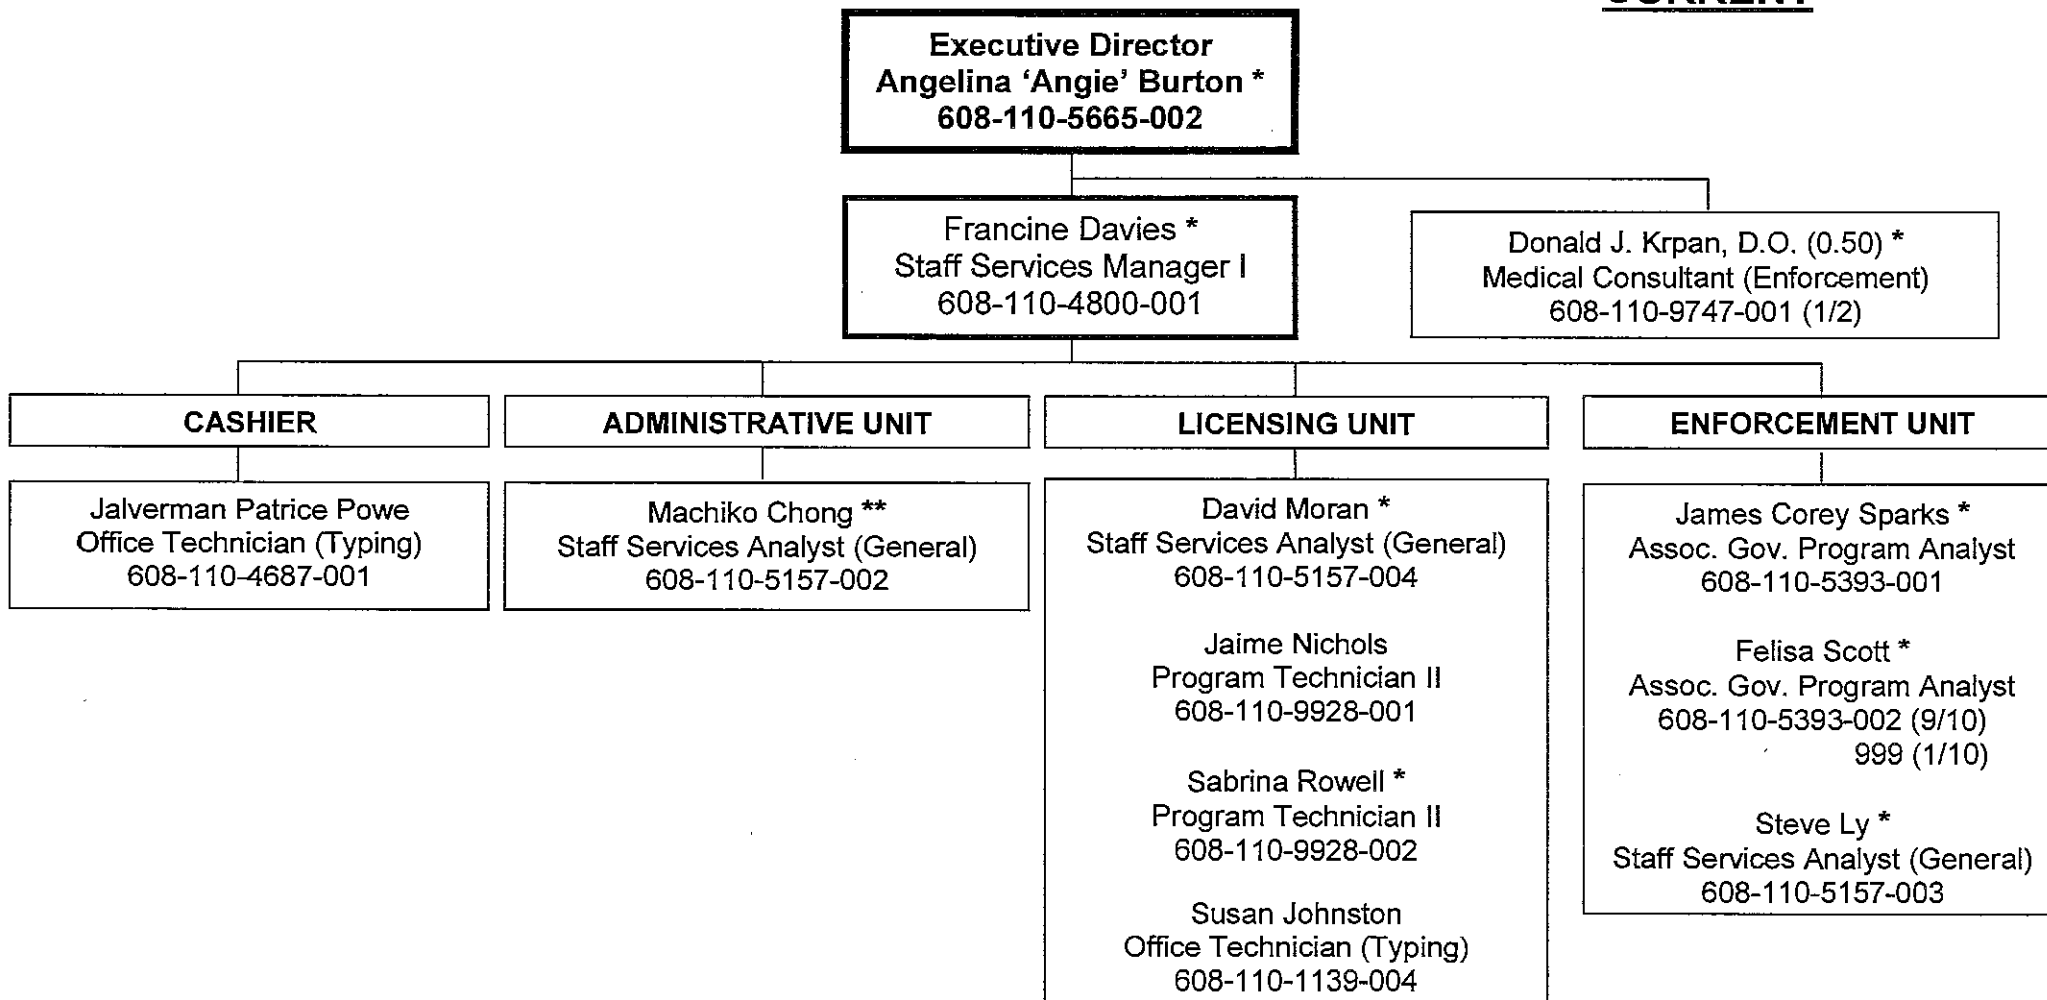 CURRENT
Executive Director
Angelina ‘Angie’ Burton *
608-110-5665-002
Francine Davies *
Staff Services Manager I
608-110-4800-001
Donald J. Krpan, D.O. (0.50) *
Medical Consultant (Enforcement)
608-110-9747-001 (1/2)
CASHIER
Jalverman Patrice Powe
Office Technician (Typing)
608-110-4687-001
ADMINISTRATIVE UNIT
Machiko Chong **
Staff Services Analyst (General)
608-110-5157-002
LICENSING UNIT
David Moran *
Staff Services Analyst (General)
608-110-5157-004
Jaime Nichols
Program Technician II
608-110-9928-001
Sabrina Rowell *
Program Technician II
608-110-9928-002
Susan Johnston
Office Technician (Typing)
608-110-1139-004
ENFORCEMENT UNIT
James Corey Sparks *
Assoc. Gov. Program Analyst
608-110-5393-001
Felisa Scott *
Assoc. Gov. Program Analyst
608-110-5393-002 (9/10)
999 (1/10)
Steve Ly *
Staff Services Analyst (General)
608-110-5157-003